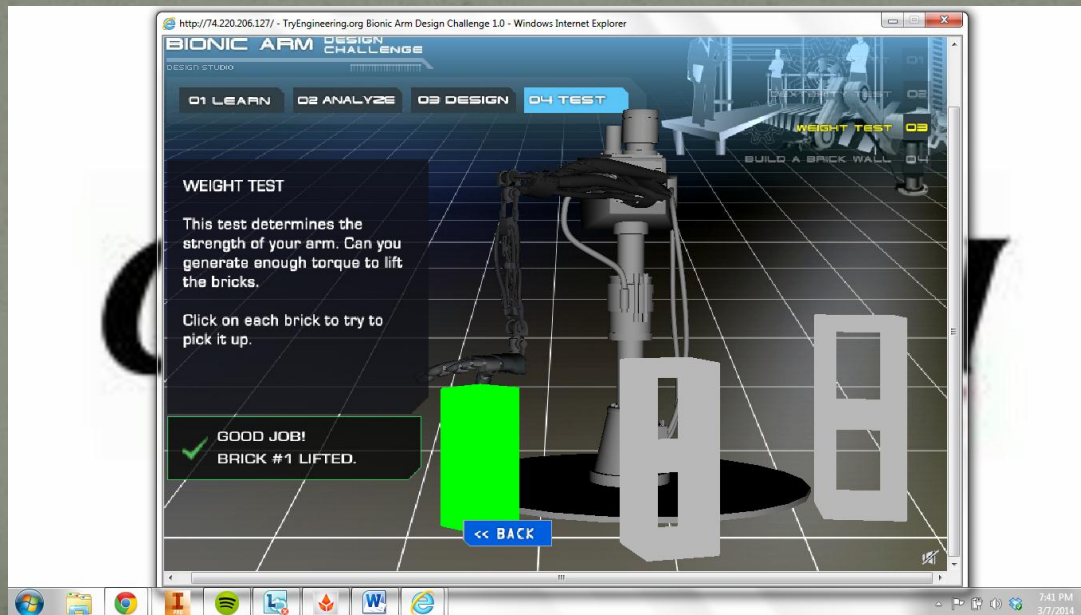 http://74.220.206.127/ - TryEngineering.org Bionic Arm Design Challenge 1.0 - Windows Internet Explorer
BIONIC ARM DESIGN CHALLENGE
DESIGN STUDIO
01 LEARN 02 ANALYZE 03 DESIGN 04 TEST
01
DEXTERITY TEST 02
WEIGHT TEST 03
BUILD A BRICK WALL 04
WEIGHT TEST
This test determines the
strength of your arm. Can you
generate enough torque to lift
the bricks.
Click on each brick to try to
pick it up.
GOOD JOB!
BRICK #1 LIFTED.
<< BACK
7:41 PM
3/7/2014